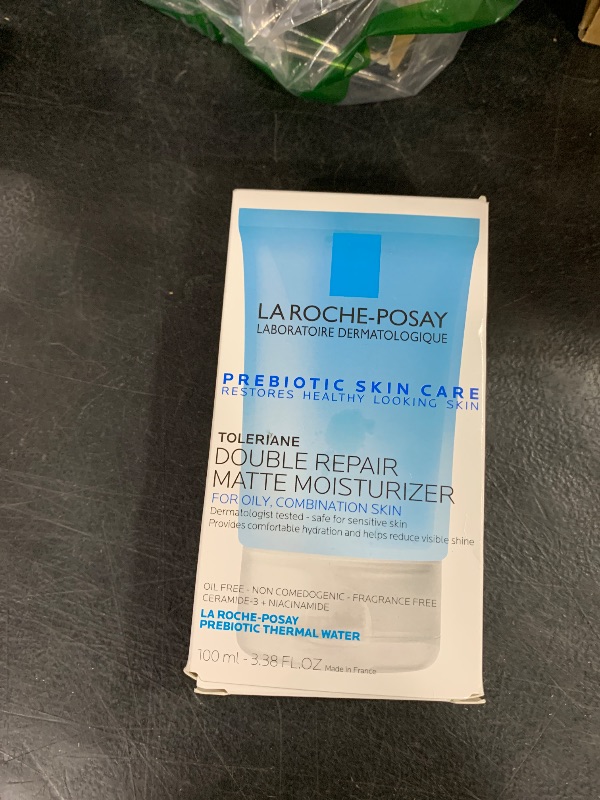 LA ROCHE-POSAY
LABORATOIRE DERMATOLOGIQUE
PREBIOTIC SKIN CARE
RESTORES HEALTHY LOOKING SKIN
TOLERIANE
DOUBLE REPAIR
MATTE MOISTURIZER
FOR OILY, COMBINATION SKIN
Dermatologist tested - safe for sensitive skin
Provides comfortable hydration and helps reduce visible shine
OIL FREE - NON COMEDOGENIC - FRAGRANCE FREE
CERAMIDE-3 + NIACINAMIDE
LA ROCHE-POSAY
PREBIOTIC THERMAL WATER
100 ml - 3.38 FL.OZ Made in France